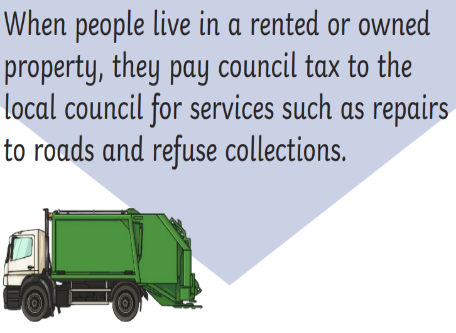 When people live in a rented or owned
property, they pay council tax to the
local council for services such as repairs
to roads and refuse collections.